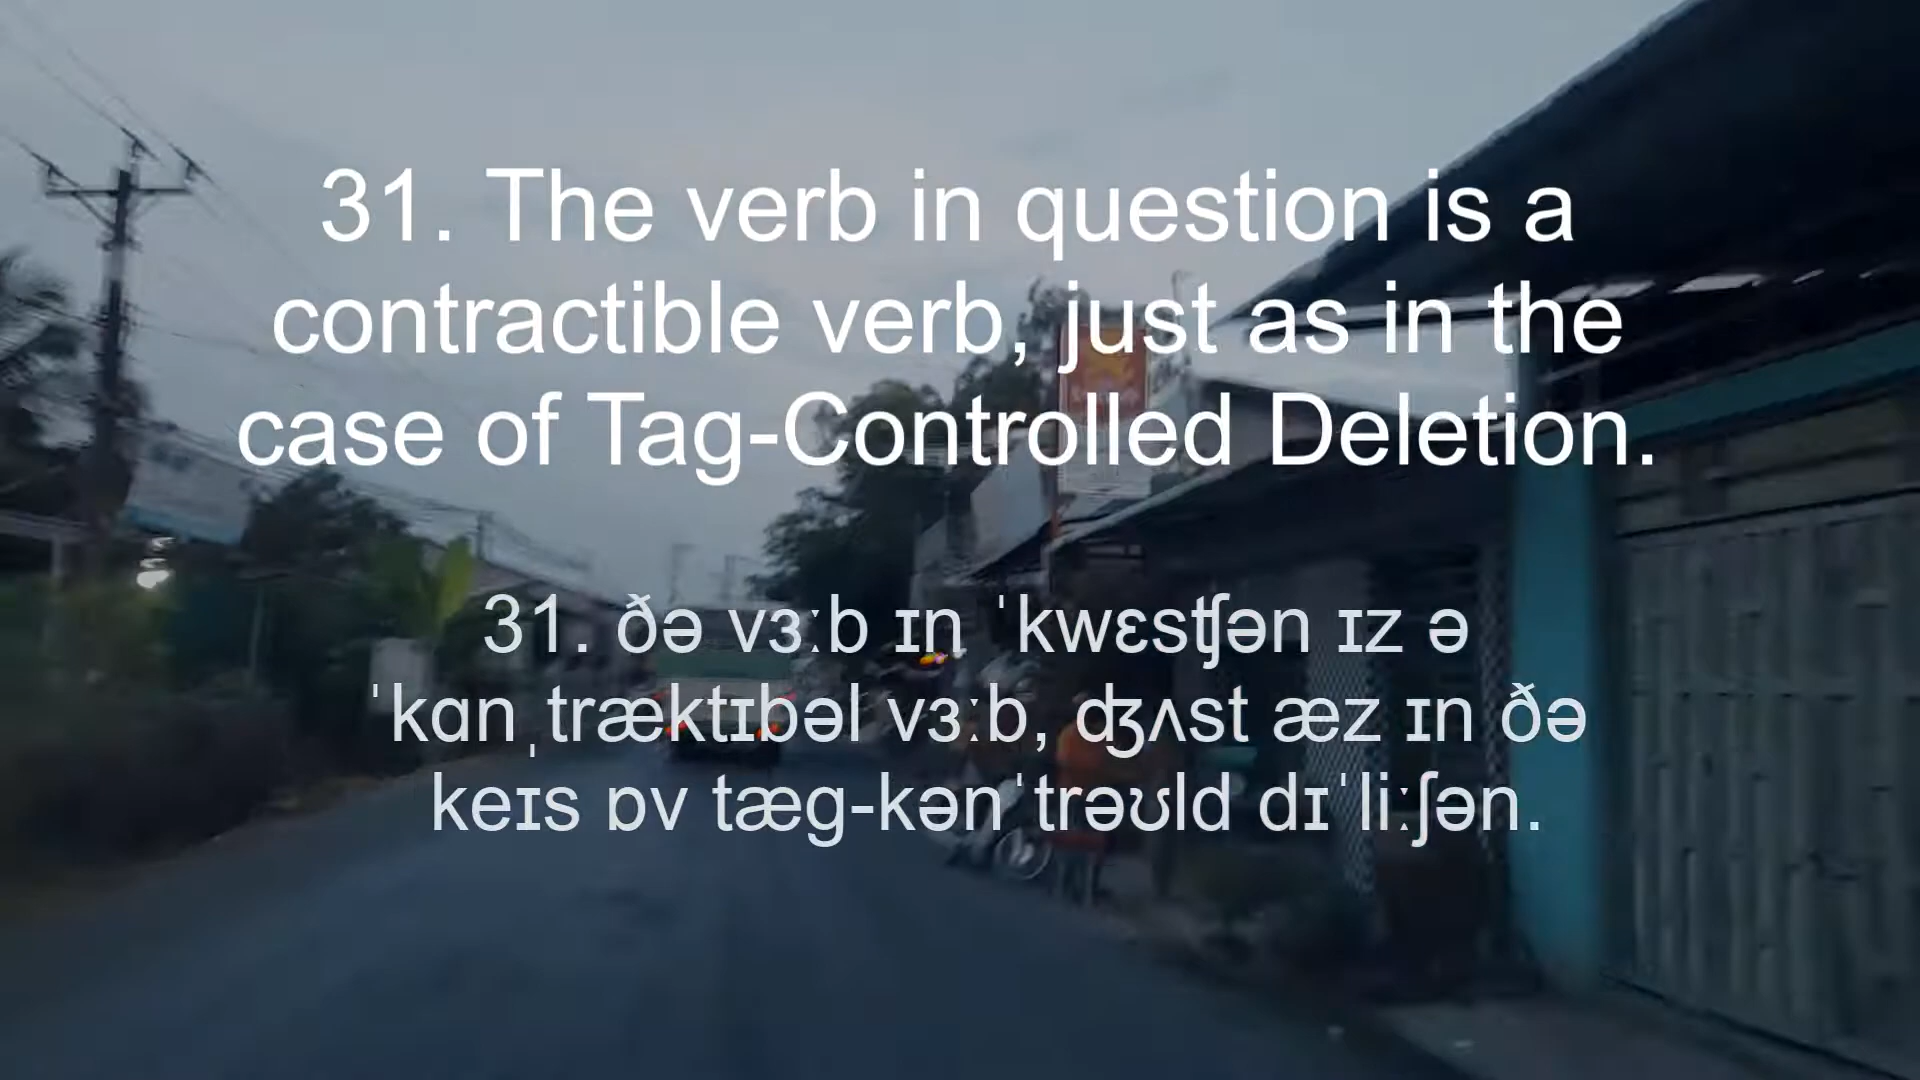 31. The verb in question is a
contractible verb, just as in the
case of Tag-Controlled Deletion.
31. ðə vɜːb ɪn ˈkwɛsʧən ɪz ə
ˈkɑnˌtræktɪbəl vɜːb, ʤʌst æz ɪn ðə
keɪs ɒv tæg-kənˈtrəʊld dɪˈliːʃən.